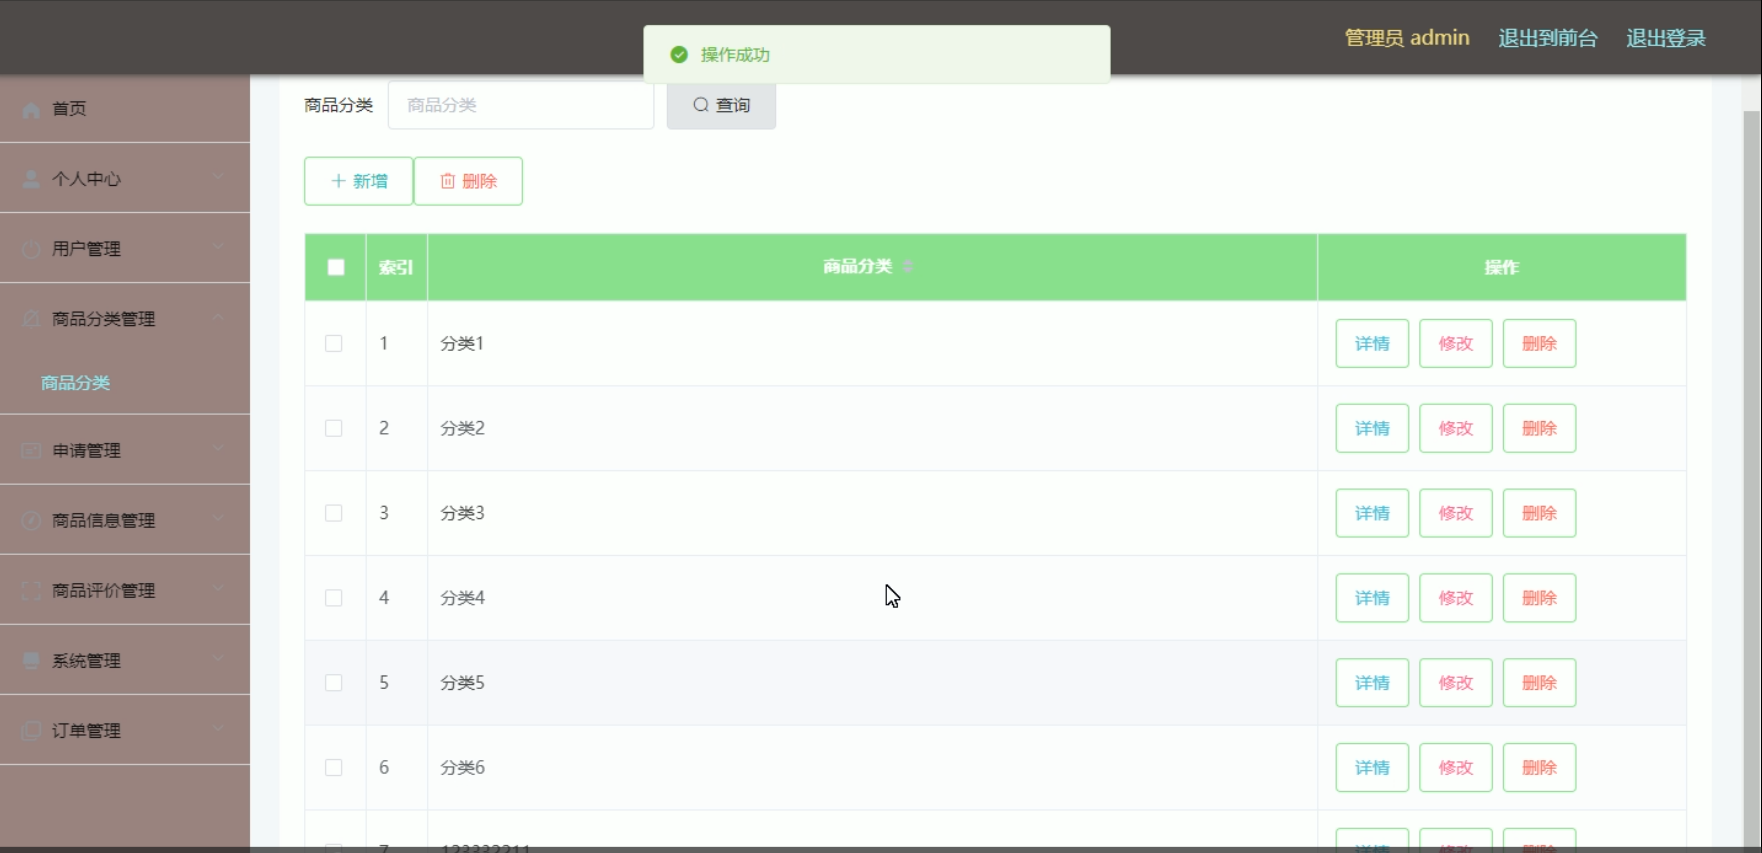 操作成功
管理员 admin 退出到前台 退出登录
首页
个人中心
用户管理
商品分类管理
商品分类
申请管理
商品信息管理
商品评价管理
系统管理
订单管理
商品分类 商品分类 查询
新增 删除
索引 商品分类 操作
1 分类1 详情 修改 删除
2 分类2 详情 修改 删除
3 分类3 详情 修改 删除
4 分类4 详情 修改 删除
5 分类5 详情 修改 删除
6 分类6 详情 修改 删除